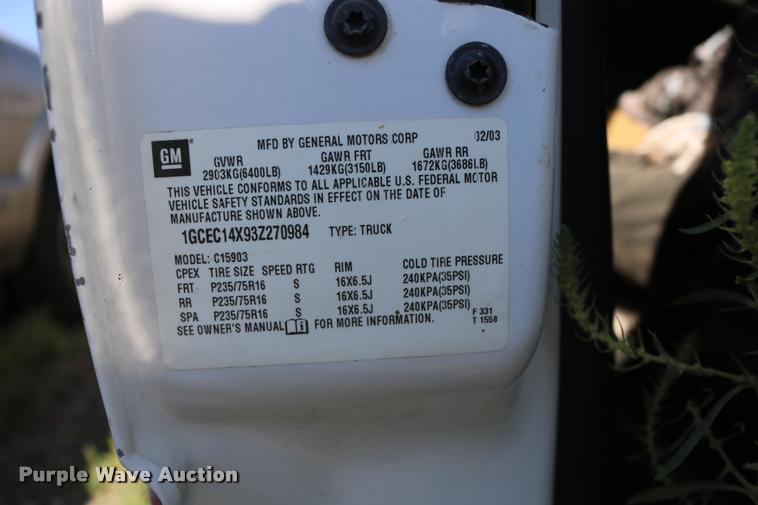 MFD BY GENERAL MOTORS CORP 02/03
GM
GVWR GAWR FRT GAWR RR
2903KG(6400LB) 1429KG(3150LB) 1672KG(3686LB)
THIS VEHICLE CONFORMS TO ALL APPLICABLE U.S. FEDERAL MOTOR
VEHICLE SAFETY STANDARDS IN EFFECT ON THE DATE OF
MANUFACTURE SHOWN ABOVE.
1GCEC14X93Z270984 TYPE: TRUCK
MODEL: C15903
CPEX TIRE SIZE SPEED RTG RIM COLD TIRE PRESSURE
FRT P235/75R16 S 16X6.5J 240KPA(35PSI)
RR P235/75R16 S 16X6.5J 240KPA(35PSI)
SPA P235/75R16 S 16X6.5J 240KPA(35PSI)
SEE OWNER'S MANUAL FOR MORE INFORMATION.
F 331
T 1558
Purple Wave Auction